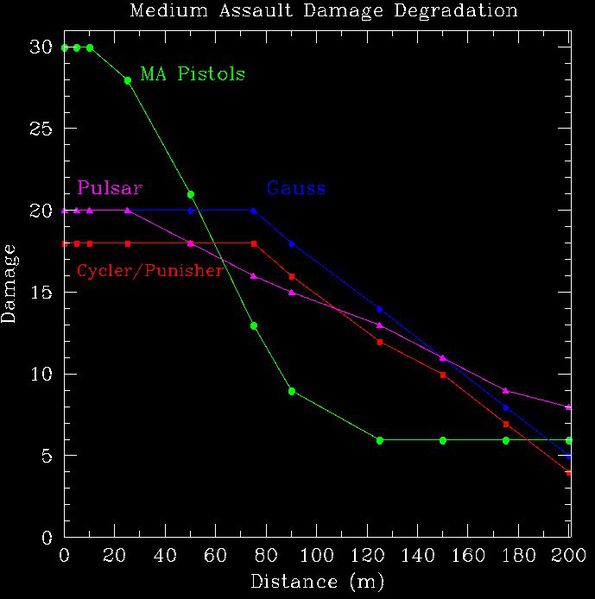 Medium Assault Damage Degradation
30
MA Pistols
25
Pulsar
Gauss
20
Cycler/Punisher
15
10
5
0
Damage
0 20 40 60 80 100 120 140 160 180 200
Distance (m)